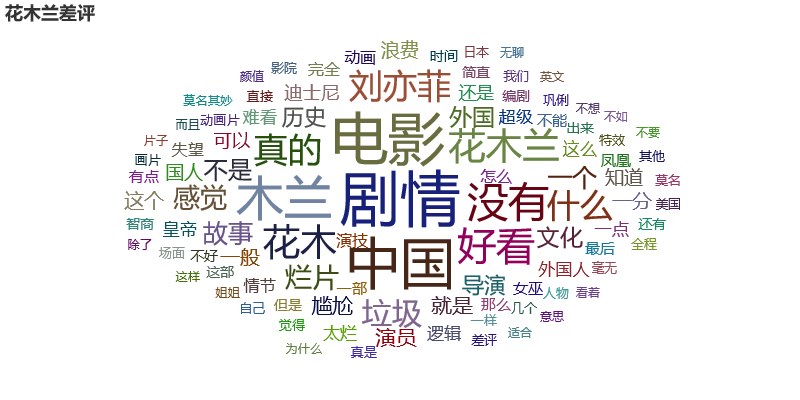 花木兰差评
浪费 日本 无聊
动画 时间
影院 完全 简直 我们 英文
颜值 迪士尼 刘亦菲 还是 编剧 巩俐
莫名其妙 直接 不想
而且 动画片 难看 历史 电影 外国 超级 不能 出来 不如
片子 失望 可以 真的 花木兰 这么 特效 不要
画片 国人 不是 凤凰 其他
有点 怎么 一个 知道 莫名
这个 感觉 木兰 剧情 没有 什么 一分 美国
智商 皇帝 故事 花木 演技 中国 好看 文化 一点 还有
除了 场面 不好 一般 最后 全程
这样 这部 烂片 外国人 毫无
姐姐 情节 一部 导演 女巫 人物 看着
自己 但是 尴尬 垃圾 就是 那么 几个
觉得 一样 意思
太烂 演员 逻辑 差评 适合
为什么 真是